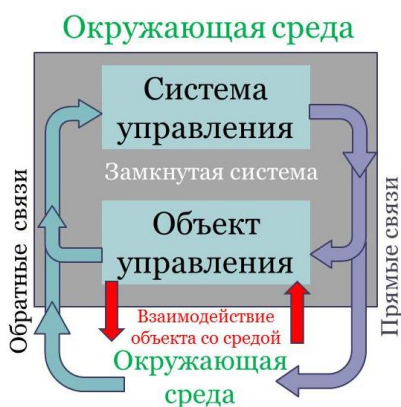 Окружающая среда
Система
управления
Замкнутая система
Объект
управления
Обратные связи
Прямые связи
Взаимодействие
объекта со средой
Окружающая
среда